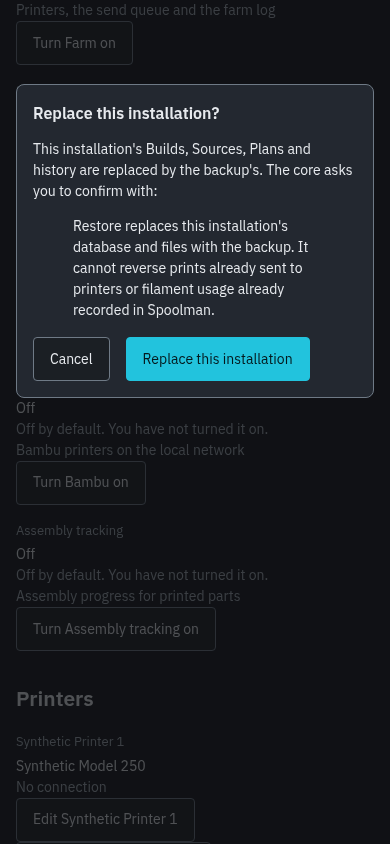 Printers, the send queue and the farm log
Turn Farm on
Replace this installation?
This installation's Builds, Sources, Plans and
history are replaced by the backup's. The core asks
you to confirm with:
Restore replaces this installation's
database and files with the backup. It
cannot reverse prints already sent to
printers or filament usage already
recorded in Spoolman.
Cancel
Replace this installation
Off
Off by default. You have not turned it on.
Bambu printers on the local network
Turn Bambu on
Assembly tracking
Off
Off by default. You have not turned it on.
Assembly progress for printed parts
Turn Assembly tracking on
Printers
Synthetic Printer 1
Synthetic Model 250
No connection
Edit Synthetic Printer 1